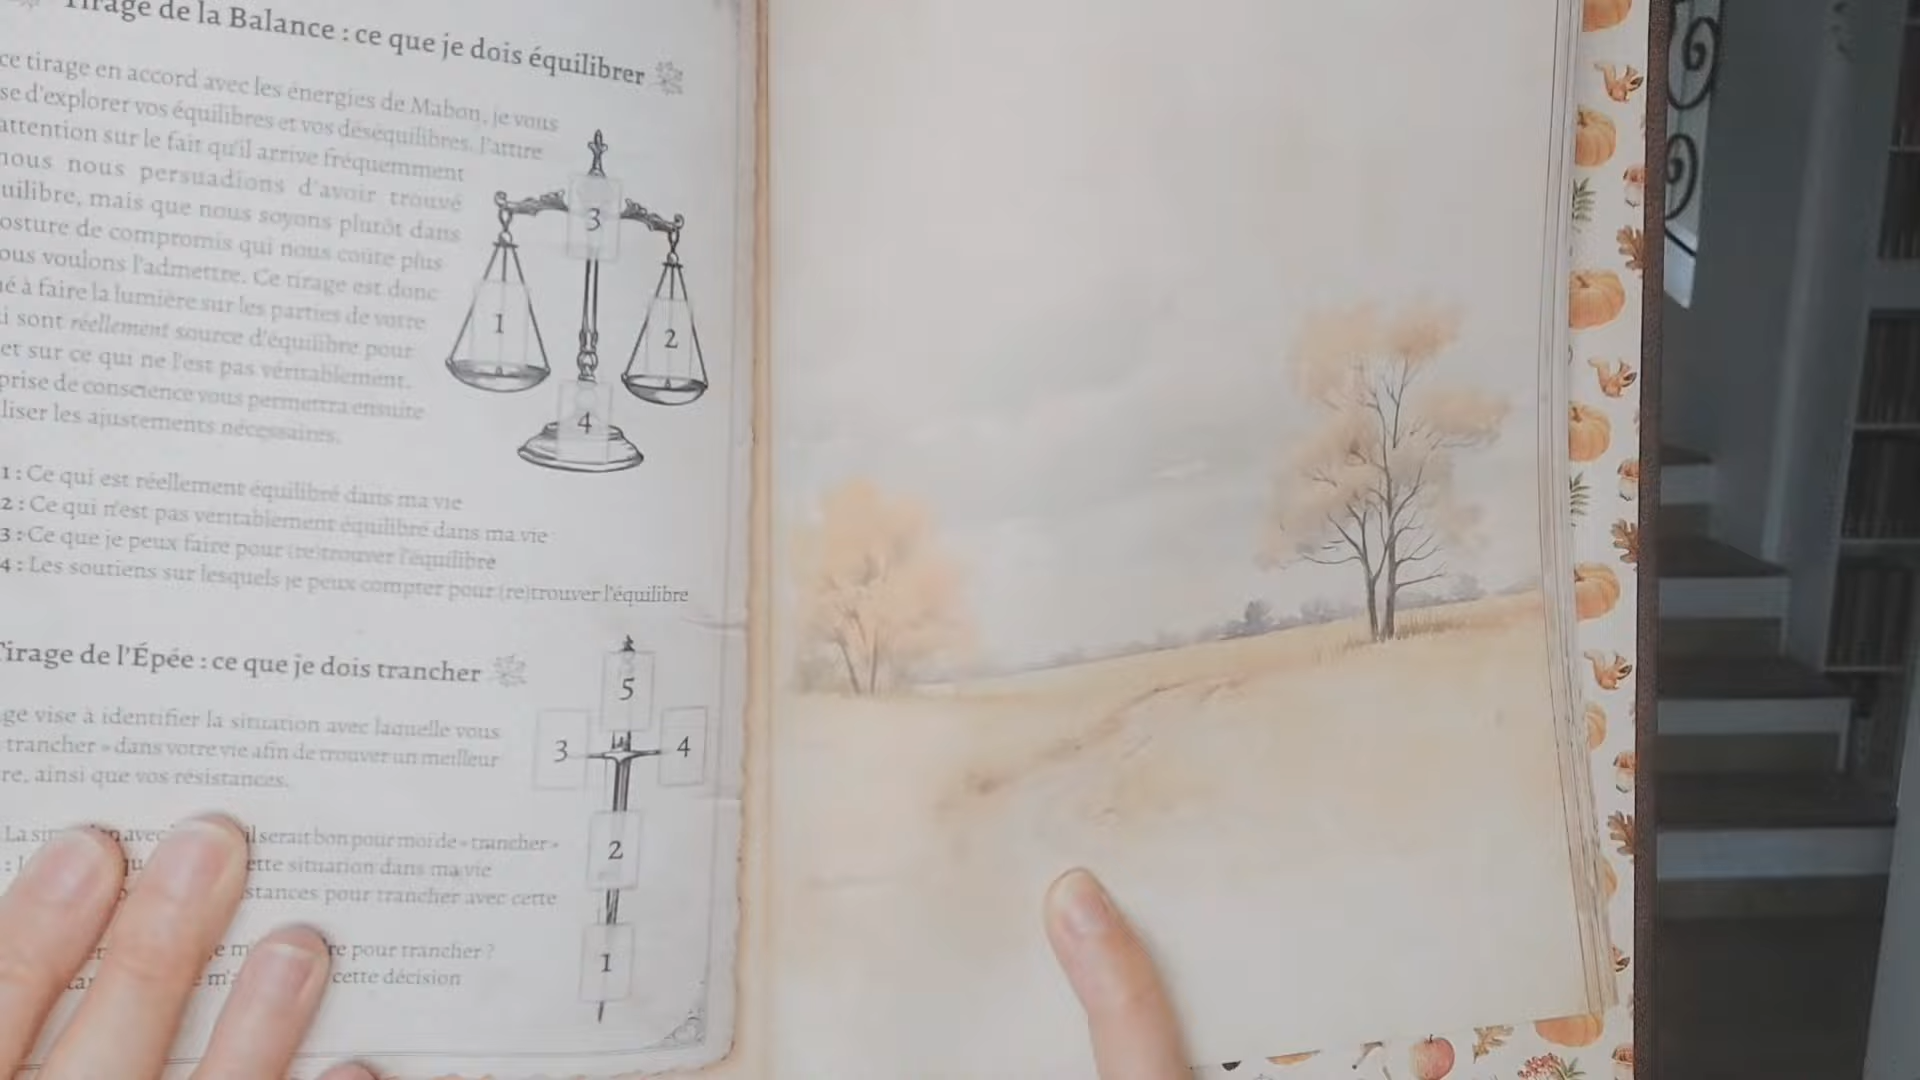 Tirage de la Balance : ce que je dois équilibrer
ce tirage en accord avec les énergies de Mabon, je vous
se d'explorer vos équilibres et vos déséquilibres. J'attire
attention sur le fait qu'il arrive fréquemment
nous nous persuadions d'avoir trouvé
uilibre, mais que nous soyons plutôt dans
osture de compromis qui nous coûte plus
ous voulons l'admettre. Ce tirage est donc
é à faire la lumière sur les parties de votre
i sont réellement source d'équilibre pour
et sur ce qui ne l'est pas véritablement.
prise de conscience vous permettra ensuite
liser les ajustements nécessaires.
3
1
2
4
1 : Ce qui est réellement équilibré dans ma vie
2 : Ce qui n'est pas véritablement équilibré dans ma vie
3 : Ce que je peux faire pour (re)trouver l'équilibre
4 : Les soutiens sur lesquels je peux compter pour (re)trouver l'équilibre
Tirage de l'Épée : ce que je dois trancher
ge vise à identifier la situation avec laquelle vous
trancher » dans votre vie afin de trouver un meilleur
re, ainsi que vos résistances.
5
3
4
2
1
La avec il serait bon pour moi de « trancher »
ette situation dans ma vie
stances pour trancher avec cette
re pour trancher ?
cette décision